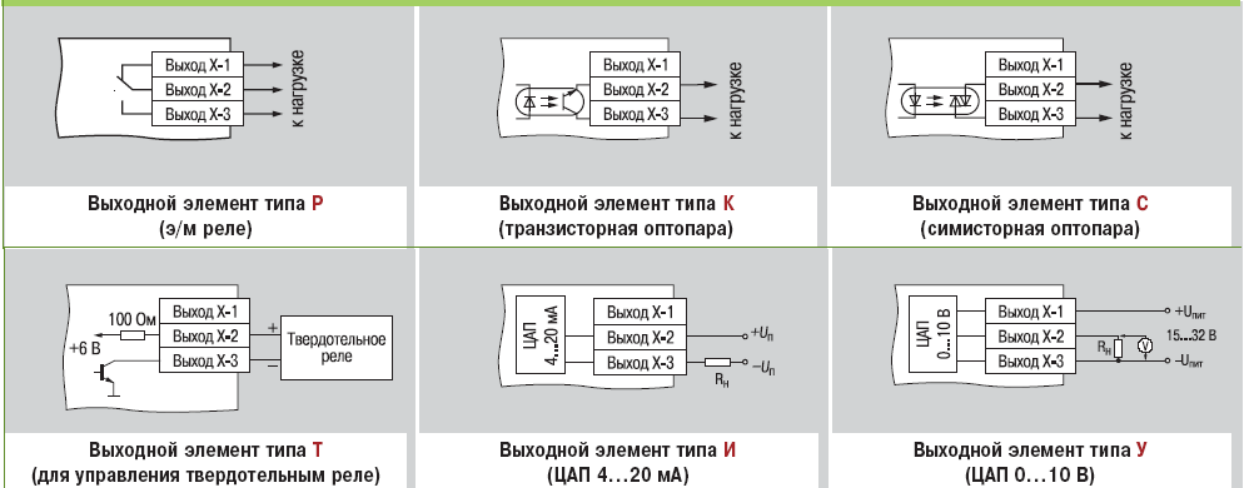 Выход X-1
Выход X-2
Выход X-3
к нагрузке
Выходной элемент типа Р
(э/м реле)
Выход X-1
Выход X-2
Выход X-3
к нагрузке
Выходной элемент типа К
(транзисторная оптопара)
Выход X-1
Выход X-2
Выход X-3
к нагрузке
Выходной элемент типа С
(симисторная оптопара)
100 Ом
+6 В
Выход X-1
Выход X-2
Выход X-3
+
–
Твердотельное
реле
Выходной элемент типа Т
(для управления твердотельным реле)
ЦАП
4...20 мА
Выход X-1
Выход X-2
Выход X-3
+Uп
Rн
–Uп
Выходной элемент типа И
(ЦАП 4...20 мА)
ЦАП
0...10 В
Выход X-1
Выход X-2
Выход X-3
+Uпит
Rн
V
15...32 В
–Uпит
Выходной элемент типа У
(ЦАП 0...10 В)